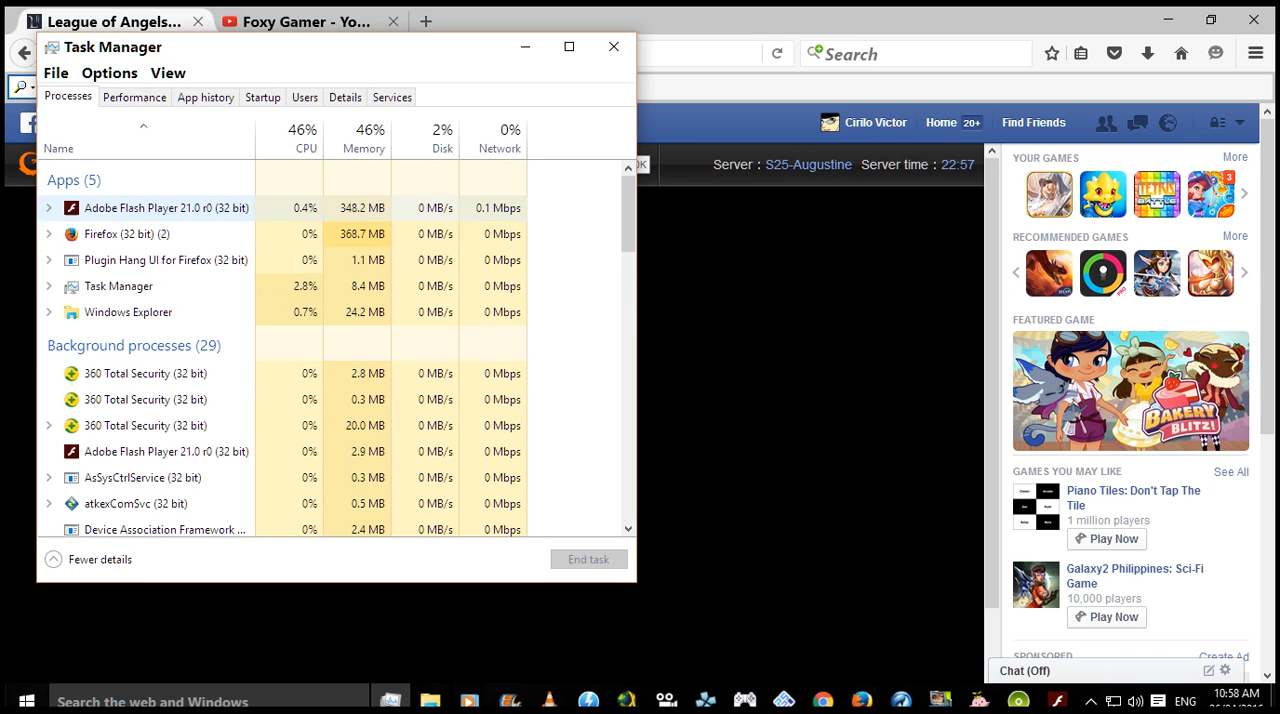 League of Angels...
Foxy Gamer - Yo...
Task Manager
File Options View
Search
Processes Performance App history Startup Users Details Services
Cirilo Victor Home 20+ Find Friends
46% 46% 2% 0%
Name CPU Memory Disk Network
Server : S25-Augustine Server time : 22:57
Apps (5)
Adobe Flash Player 21.0 r0 (32 bit) 0.4% 348.2 MB 0 MB/s 0.1 Mbps
Firefox (32 bit) (2) 0% 368.7 MB 0 MB/s 0 Mbps
Plugin Hang UI for Firefox (32 bit) 0% 1.1 MB 0 MB/s 0 Mbps
Task Manager 2.8% 8.4 MB 0 MB/s 0 Mbps
Windows Explorer 0.7% 24.2 MB 0 MB/s 0 Mbps
Background processes (29)
360 Total Security (32 bit) 0% 2.8 MB 0 MB/s 0 Mbps
360 Total Security (32 bit) 0% 0.3 MB 0 MB/s 0 Mbps
360 Total Security (32 bit) 0% 20.0 MB 0 MB/s 0 Mbps
Adobe Flash Player 21.0 r0 (32 bit) 0% 2.9 MB 0 MB/s 0 Mbps
AsSysCtrlService (32 bit) 0% 0.3 MB 0 MB/s 0 Mbps
atkexComSvc (32 bit) 0% 0.5 MB 0 MB/s 0 Mbps
Device Association Framework ... 0% 2.4 MB 0 MB/s 0 Mbps
Fewer details End task
YOUR GAMES More
3
RECOMMENDED GAMES More
PRO
FEATURED GAME
BAKERY
BLITZ!
GAMES YOU MAY LIKE See All
Piano Tiles: Don't Tap The
Tile
1 million players
Play Now
Galaxy2 Philippines: Sci-Fi
Game
10,000 players
Play Now
SPONSORED Create Ad
Chat (Off)
Search the web and Windows
ENG
10:58 AM